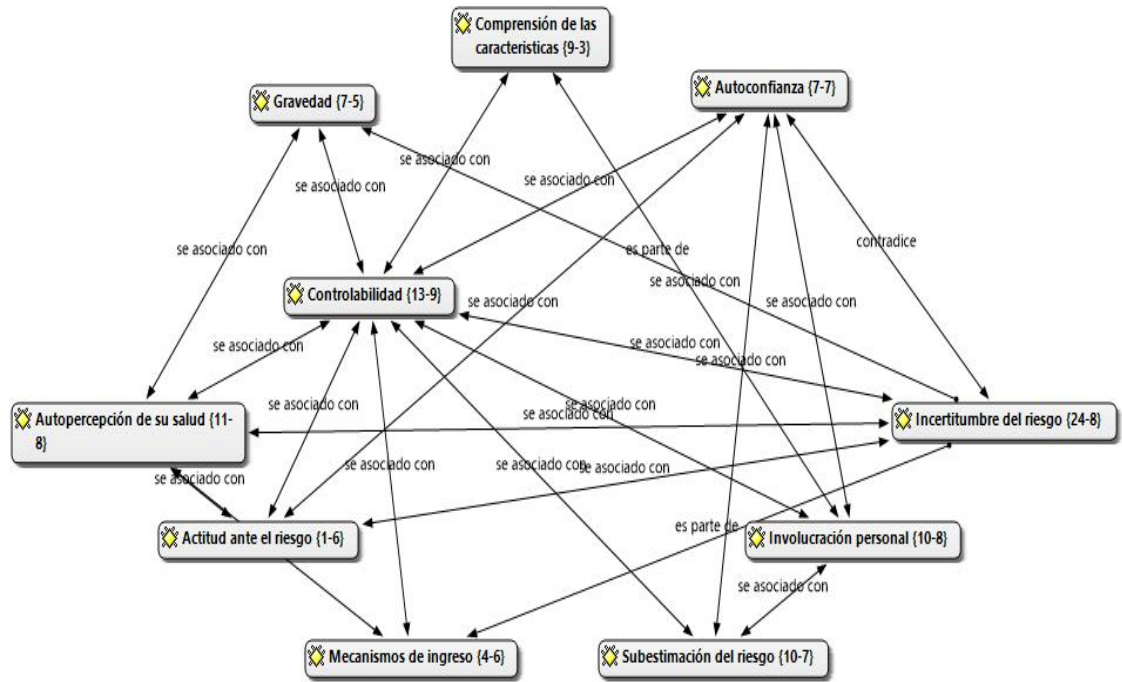 Comprensión de las
caracteristicas {9-3}
Autoconfianza {7-7}
Gravedad {7-5}
se asociado con
se asociado con
se asociado con
se asociado con
es parte de
contradice
se asociado con
Controlabilidad {13-9}
se asociado con
se asociado con
se asociado con
se asociado con
se asociado con
se asociado con
se asociado con
se asociado con
Autopercepción de su salud {11-
8}
Incertitumbre del riesgo {24-8}
se asociado con
se asociado con
se asociado con
se asociado con
es parte de
Actitud ante el riesgo {1-6}
Involucración personal {10-8}
se asociado con
Mecanismos de ingreso {4-6}
Subestimación del riesgo {10-7}